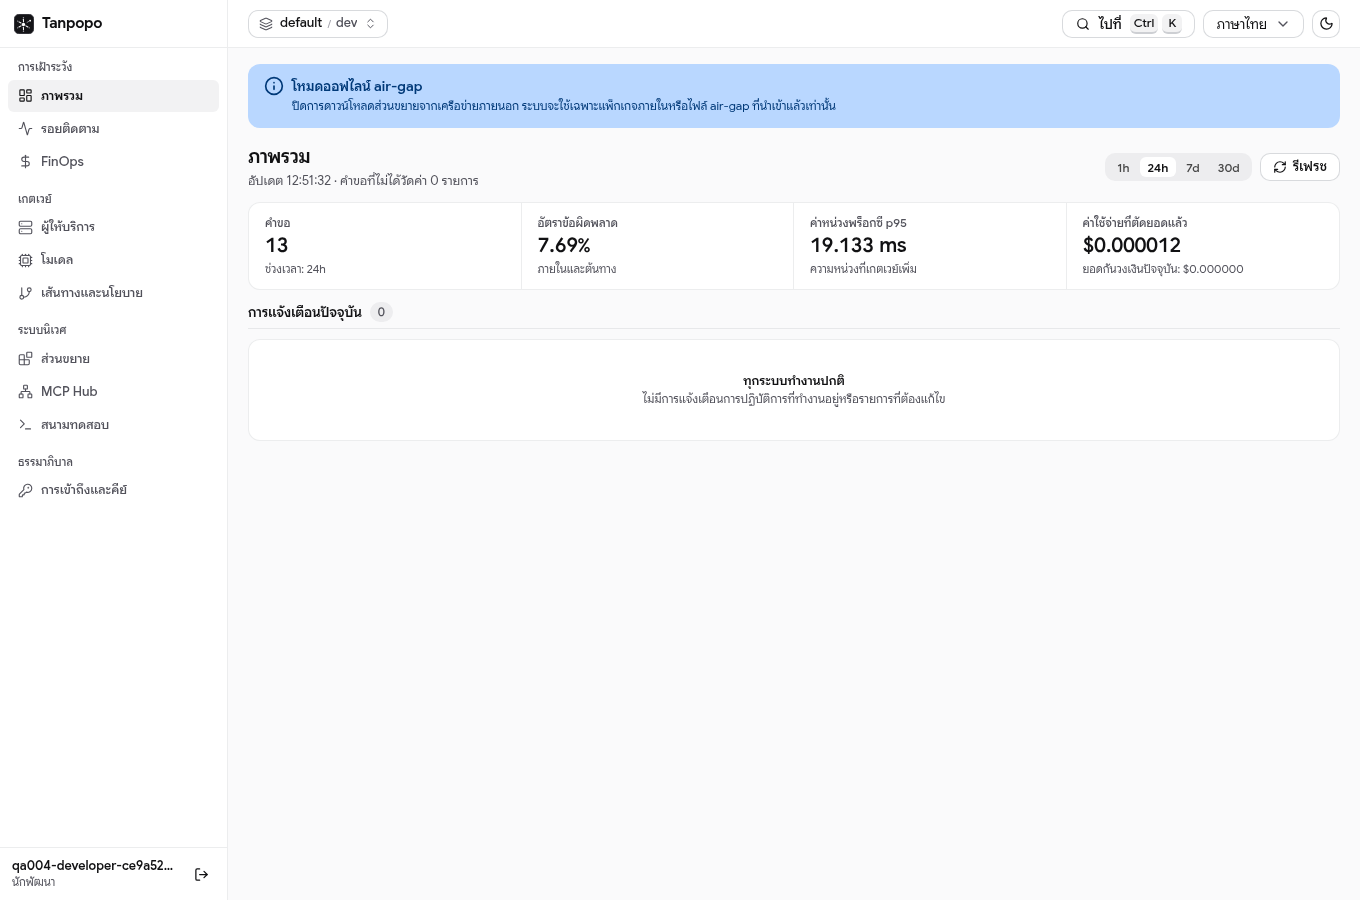 Tanpopo
default / dev
ไปที่ Ctrl K
ภาษาไทย
การเฝ้าระวัง
ภาพรวม
รอยติดตาม
FinOps
เกตเวย์
ผู้ให้บริการ
โมเดล
เส้นทางและนโยบาย
ระบบนิเวศ
ส่วนขยาย
MCP Hub
สนามทดสอบ
ธรรมาภิบาล
การเข้าถึงและคีย์
qa004-developer-ce9a52...
นักพัฒนา
โหมดออฟไลน์ air-gap
ปิดการดาวน์โหลดส่วนขยายจากเครือข่ายภายนอก ระบบจะใช้เฉพาะแพ็กเกจภายในหรือไฟล์ air-gap ที่นำเข้าแล้วเท่านั้น
ภาพรวม
อัปเดต 12:51:32 · คำขอที่ไม่ได้วัดค่า 0 รายการ
1h 24h 7d 30d
รีเฟรช
คำขอ
13
ช่วงเวลา: 24h
อัตราข้อผิดพลาด
7.69%
ภายในและต้นทาง
ค่าหน่วงพร็อกซี p95
19.133 ms
ความหน่วงที่เกตเวย์เพิ่ม
ค่าใช้จ่ายที่ตัดยอดแล้ว
$0.000012
ยอดกันวงเงินปัจจุบัน: $0.000000
การแจ้งเตือนปัจจุบัน 0
ทุกระบบทำงานปกติ
ไม่มีการแจ้งเตือนการปฏิบัติการที่ทำงานอยู่หรือรายการที่ต้องแก้ไข